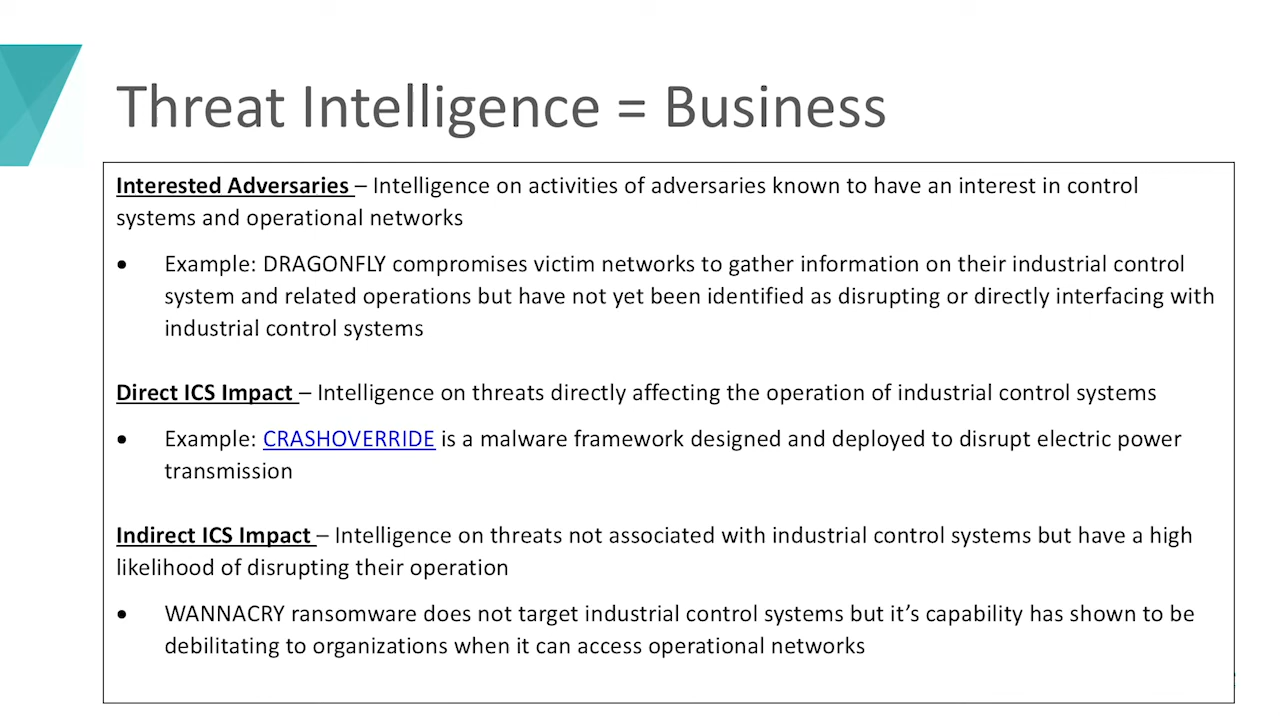 Threat Intelligence = Business
Interested Adversaries – Intelligence on activities of adversaries known to have an interest in control
systems and operational networks
• Example: DRAGONFLY compromises victim networks to gather information on their industrial control
system and related operations but have not yet been identified as disrupting or directly interfacing with
industrial control systems
Direct ICS Impact – Intelligence on threats directly affecting the operation of industrial control systems
• Example: CRASHOVERRIDE is a malware framework designed and deployed to disrupt electric power
transmission
Indirect ICS Impact – Intelligence on threats not associated with industrial control systems but have a high
likelihood of disrupting their operation
• WANNACRY ransomware does not target industrial control systems but it’s capability has shown to be
debilitating to organizations when it can access operational networks